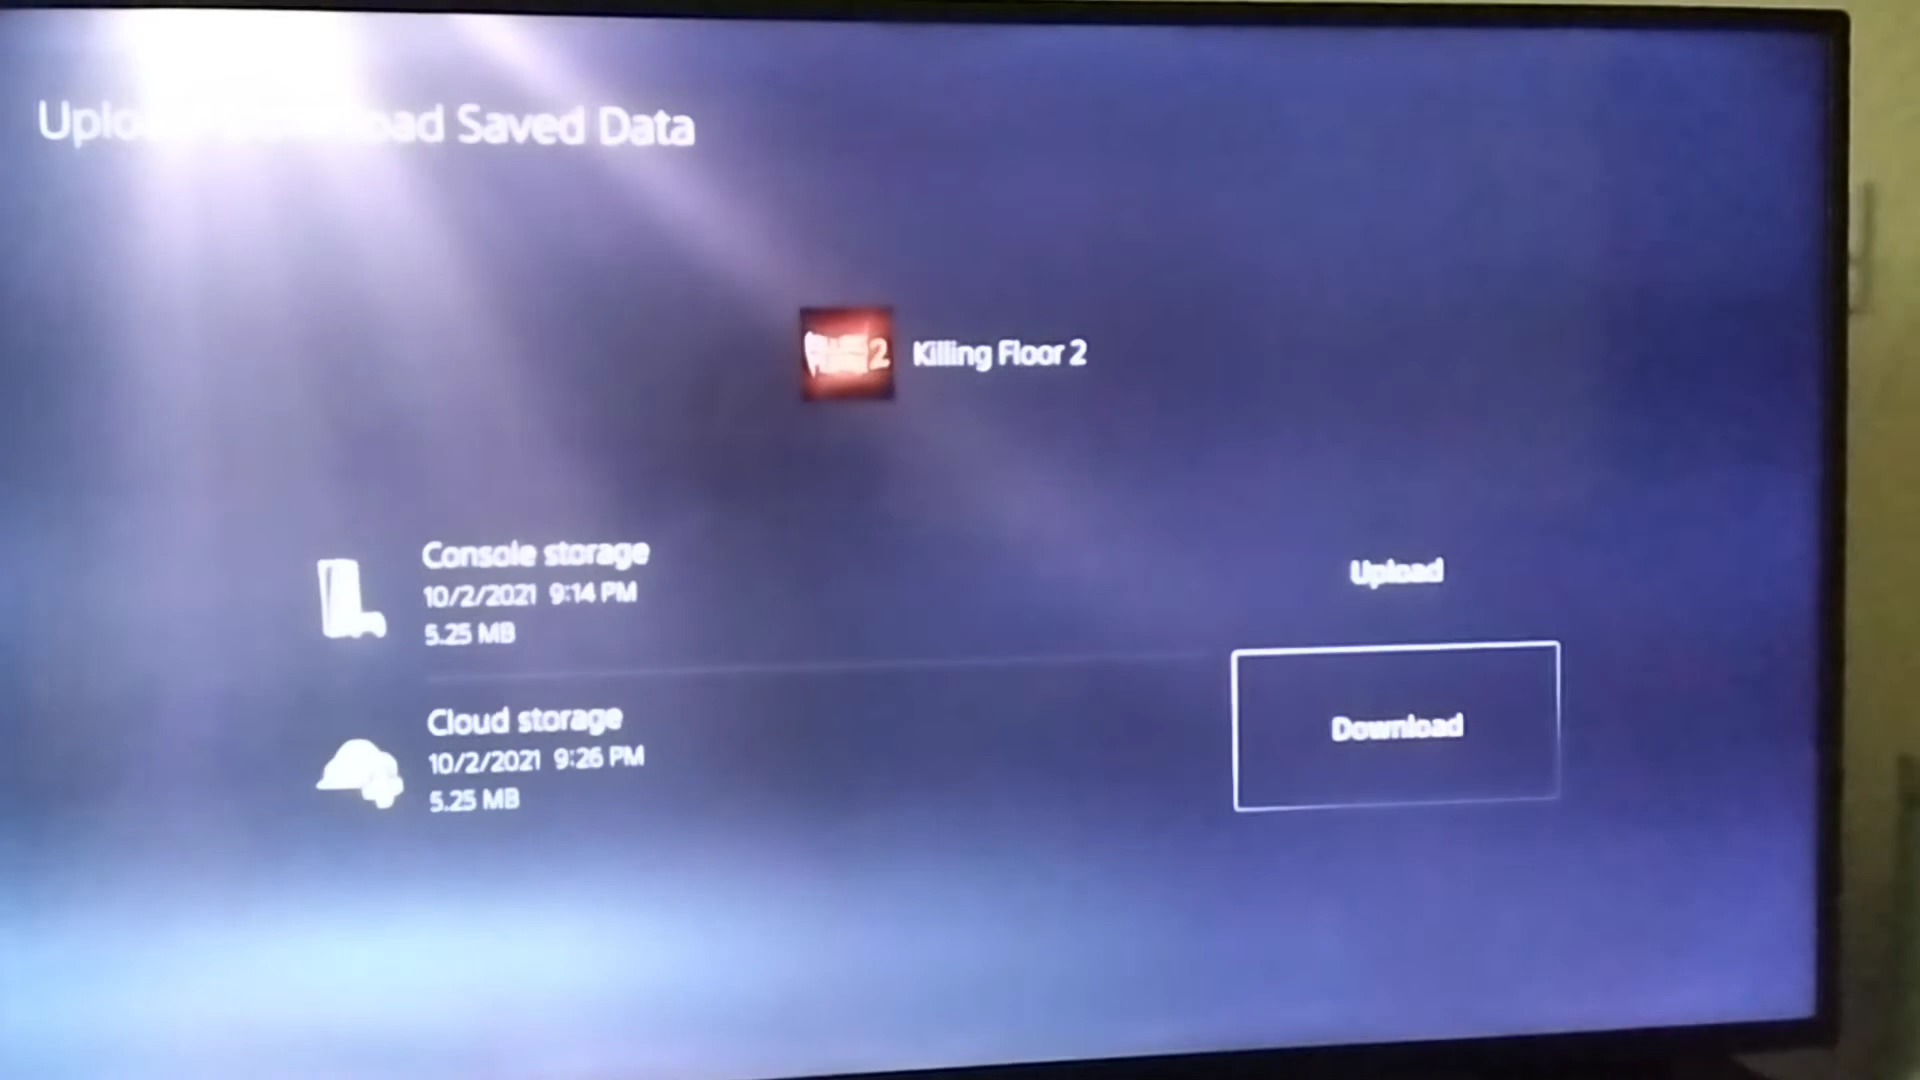 Saved Data
Killing Floor 2
Console storage
10/2/2021 9:14 PM
5.25 MB
Upload
Cloud storage
10/2/2021 9:26 PM
5.25 MB
Download